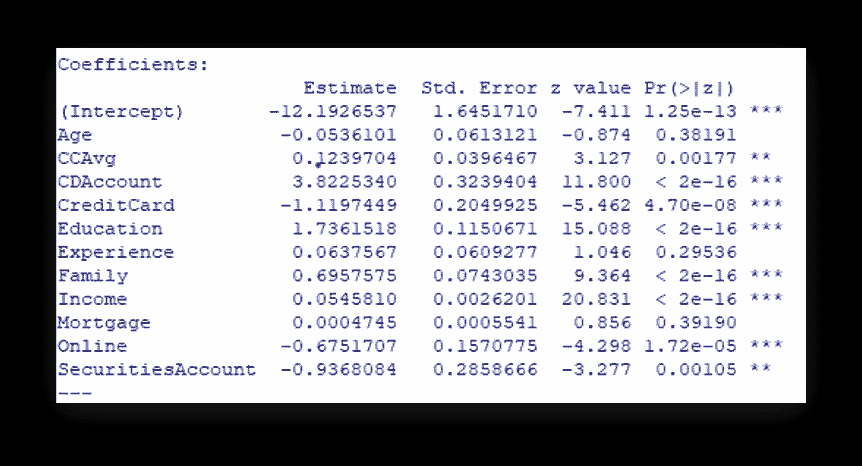 Coefficients:
Estimate Std. Error z value Pr(>|z|)
(Intercept) -12.1926537 1.6451710 -7.411 1.25e-13 ***
Age -0.0536101 0.0613121 -0.874 0.38191
CCAvg 0.1239704 0.0396467 3.127 0.00177 **
CDAccount 3.8225340 0.3239404 11.800 < 2e-16 ***
CreditCard -1.1197449 0.2049925 -5.462 4.70e-08 ***
Education 1.7361518 0.1150671 15.088 < 2e-16 ***
Experience 0.0637567 0.0609277 1.046 0.29536
Family 0.6957575 0.0743035 9.364 < 2e-16 ***
Income 0.0545810 0.0026201 20.831 < 2e-16 ***
Mortgage 0.0004745 0.0005541 0.856 0.39190
Online -0.6751707 0.1570775 -4.298 1.72e-05 ***
SecuritiesAccount -0.9368084 0.2858666 -3.277 0.00105 **
---